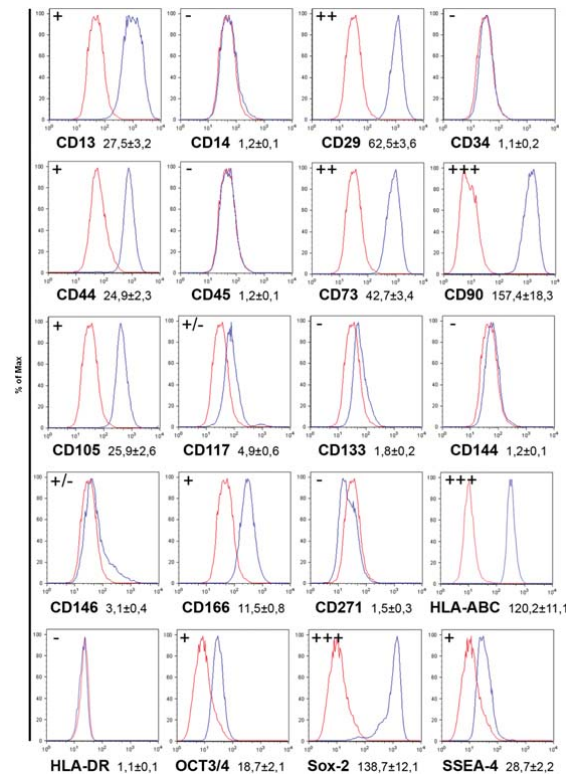 % of Max
+ - ++ -
CD13 27,5±3,2 CD14 1,2±0,1 CD29 62,5±3,6 CD34 1,1±0,2
+ - ++ +++
CD44 24,9±2,3 CD45 1,2±0,1 CD73 42,7±3,4 CD90 157,4±18,3
+ +/- - -
CD105 25,9±2,6 CD117 4,9±0,6 CD133 1,8±0,2 CD144 1,2±0,1
+/- + - +++
CD146 3,1±0,4 CD166 11,5±0,8 CD271 1,5±0,3 HLA-ABC 120,2±11,1
- + +++ +
HLA-DR 1,1±0,1 OCT3/4 18,7±2,1 Sox-2 138,7±12,1 SSEA-4 28,7±2,2